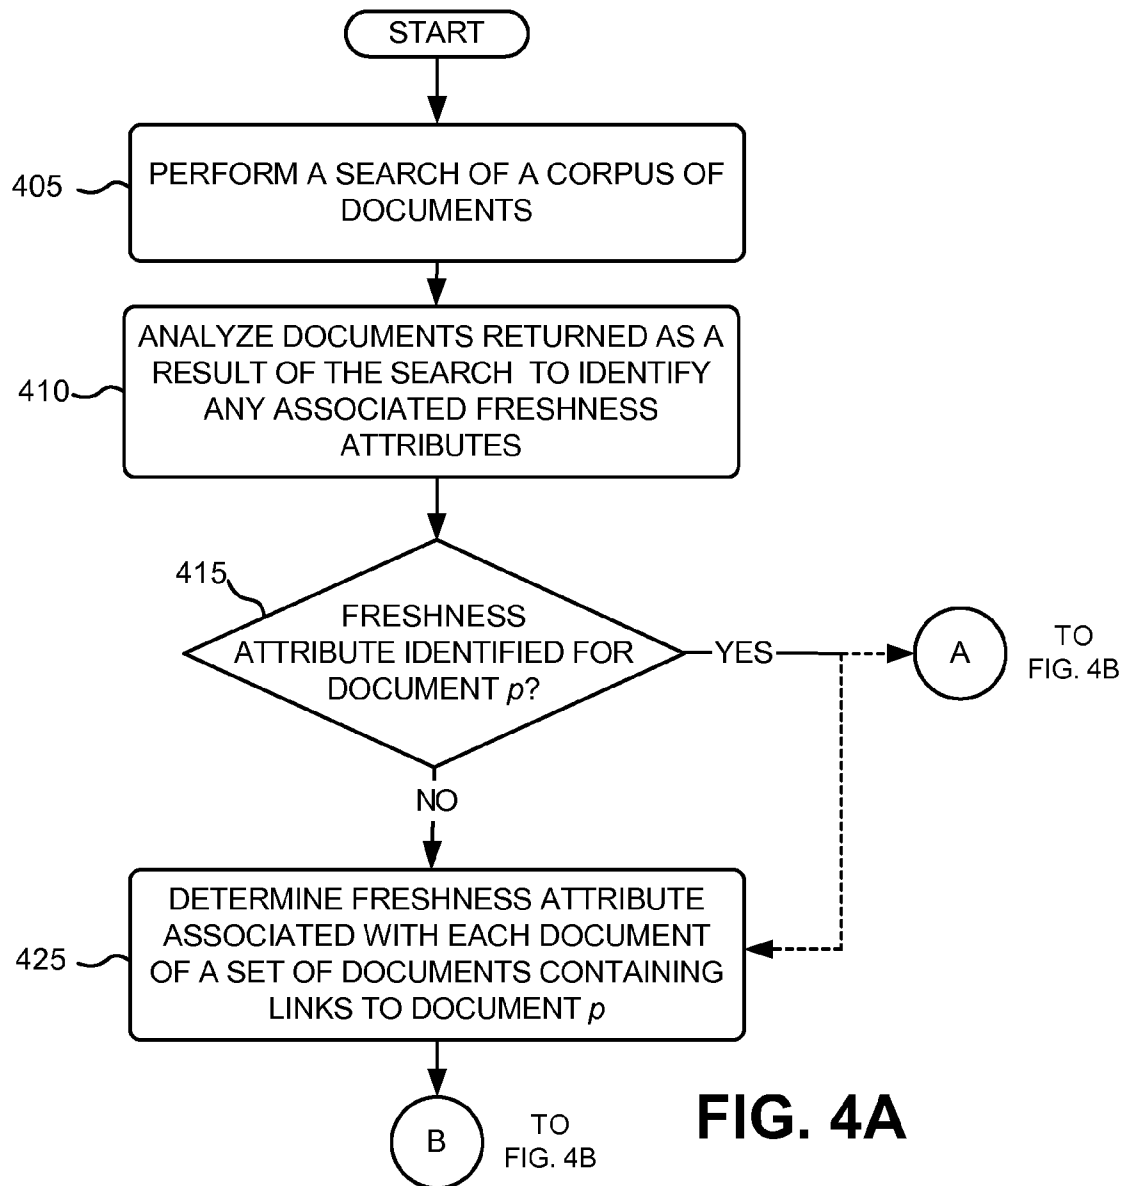 START
405
PERFORM A SEARCH OF A CORPUS OF
DOCUMENTS
410
ANALYZE DOCUMENTS RETURNED AS A
RESULT OF THE SEARCH TO IDENTIFY
ANY ASSOCIATED FRESHNESS
ATTRIBUTES
415
FRESHNESS
ATTRIBUTE IDENTIFIED FOR
DOCUMENT p?
YES
A
TO
FIG. 4B
NO
425
DETERMINE FRESHNESS ATTRIBUTE
ASSOCIATED WITH EACH DOCUMENT
OF A SET OF DOCUMENTS CONTAINING
LINKS TO DOCUMENT p
B
TO
FIG. 4B
FIG. 4A